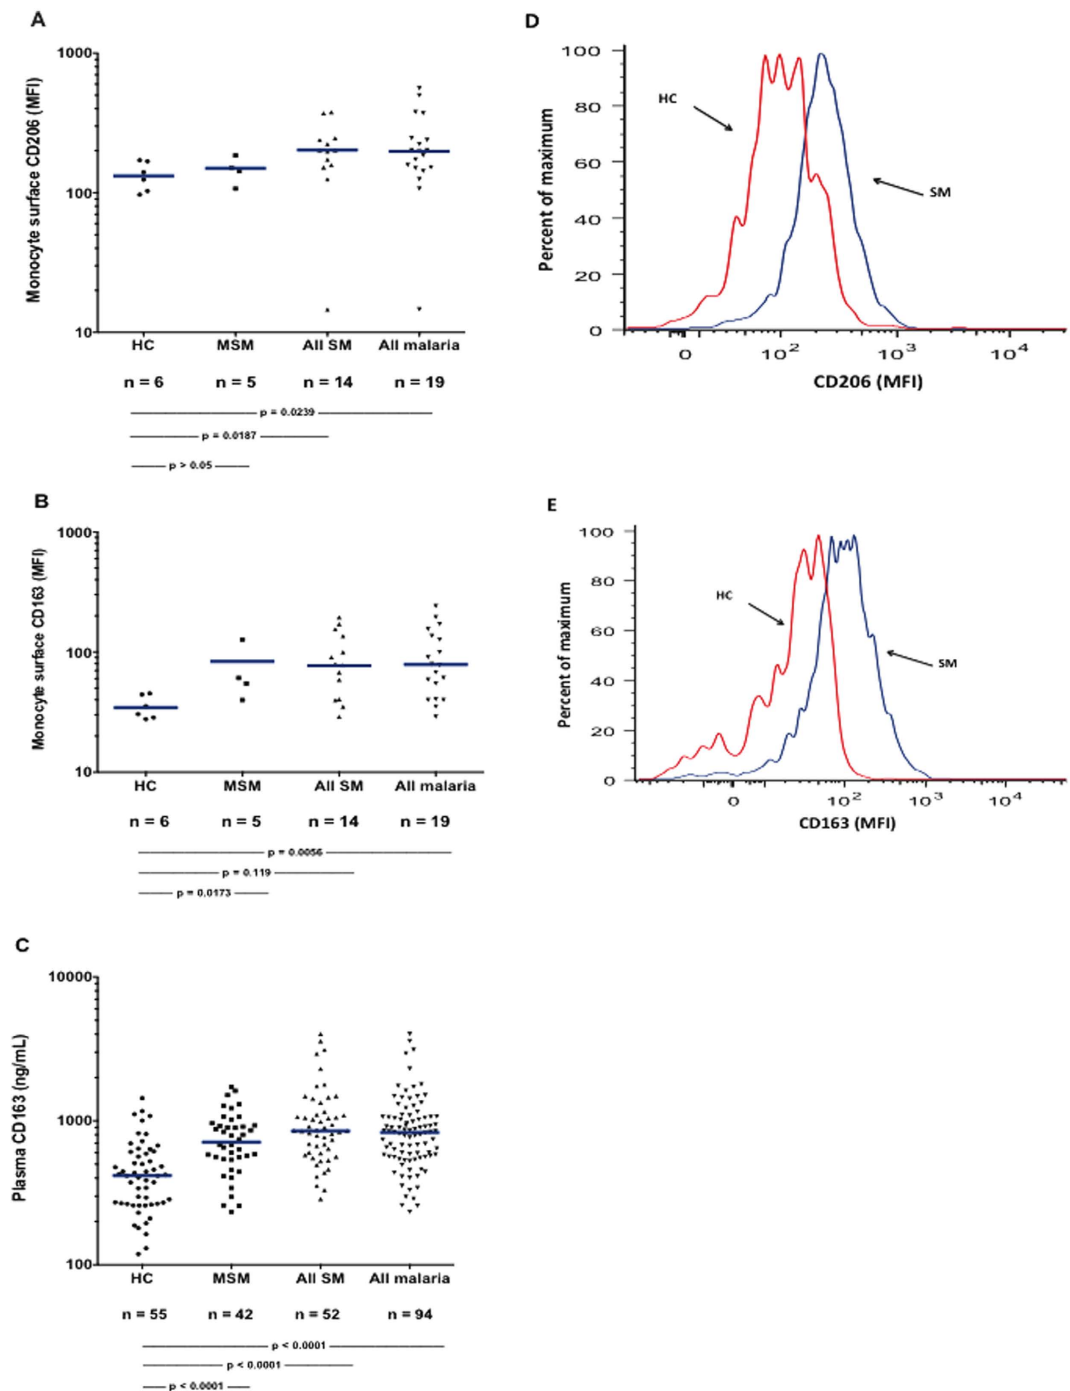 A
Monocyte surface CD206 (MFI)
1000
100
10
HC MSM All SM All malaria
n = 6 n = 5 n = 14 n = 19
p = 0.0239
p = 0.0187
p > 0.05
D
Percent of maximum
100
80
60
40
20
0
HC
SM
0 10² 10³ 10⁴
CD206 (MFI)
B
Monocyte surface CD163 (MFI)
1000
100
10
HC MSM All SM All malaria
n = 6 n = 5 n = 14 n = 19
p = 0.0056
p = 0.119
p = 0.0173
E
Percent of maximum
100
80
60
40
20
0
HC
SM
0 10² 10³ 10⁴
CD163 (MFI)
C
Plasma CD163 (ng/mL)
10000
1000
100
HC MSM All SM All malaria
n = 55 n = 42 n = 52 n = 94
p < 0.0001
p < 0.0001
p < 0.0001